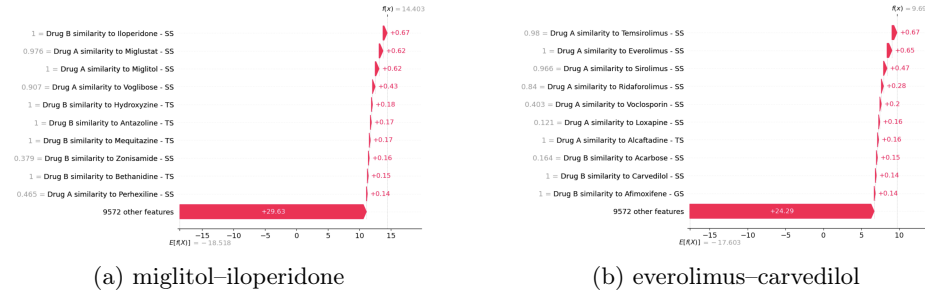 f(x) = 14.403
1 = Drug B similarity to Iloperidone - SS
+0.67
0.976 = Drug A similarity to Miglustat - SS
+0.62
1 = Drug A similarity to Miglitol - SS
+0.62
0.907 = Drug A similarity to Voglibose - SS
+0.43
1 = Drug B similarity to Hydroxyzine - TS
+0.18
1 = Drug B similarity to Antazoline - TS
+0.17
1 = Drug B similarity to Mequitazine - TS
+0.17
0.379 = Drug B similarity to Zonisamide - SS
+0.16
1 = Drug B similarity to Bethanidine - TS
+0.15
0.465 = Drug A similarity to Perhexiline - SS
+0.14
9572 other features
+29.63
−15 −10 −5 0 5 10 15
E[f(X)] = −18.518
(a) miglitol–iloperidone
f(x) = 9.69
0.98 = Drug A similarity to Temsirolimus - SS
+0.67
1 = Drug A similarity to Everolimus - SS
+0.65
0.966 = Drug A similarity to Sirolimus - SS
+0.47
0.84 = Drug A similarity to Ridaforolimus - SS
+0.28
0.403 = Drug A similarity to Voclosporin - SS
+0.2
0.121 = Drug A similarity to Loxapine - SS
+0.16
1 = Drug A similarity to Alcaftadine - TS
+0.16
0.164 = Drug B similarity to Acarbose - SS
+0.15
1 = Drug B similarity to Carvedilol - SS
+0.14
1 = Drug B similarity to Afimoxifene - GS
+0.14
9572 other features
+24.29
−15 −10 −5 0 5 10
E[f(X)] = −17.603
(b) everolimus–carvedilol